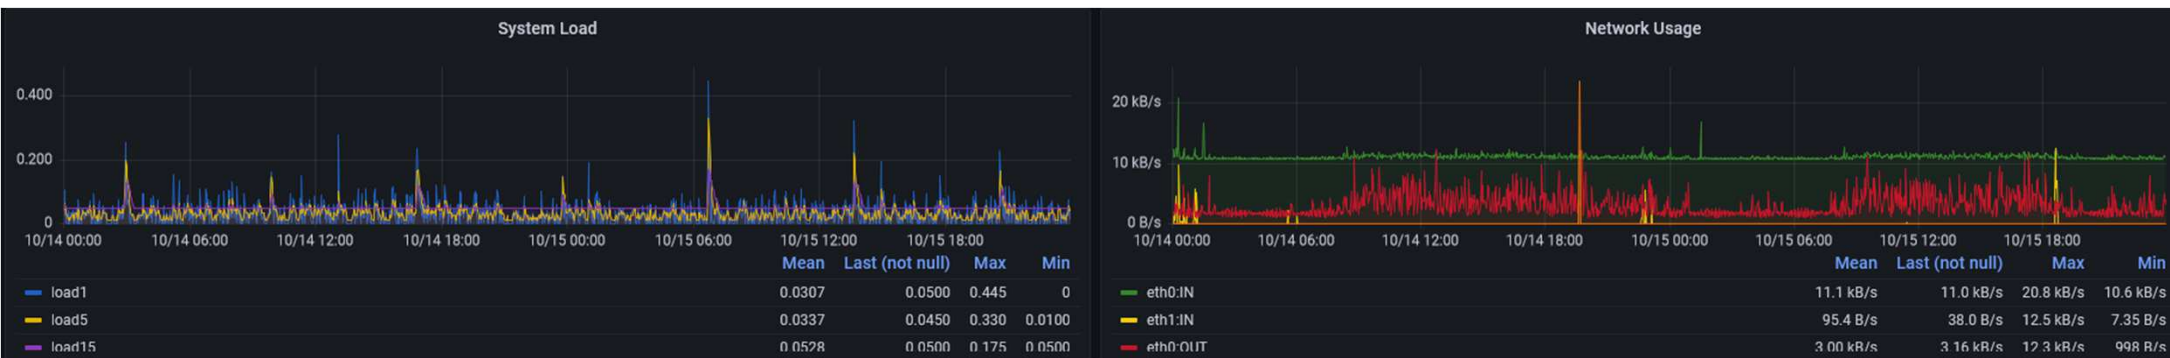 System Load
0.400
0.200
0
10/14 00:00 10/14 06:00 10/14 12:00 10/14 18:00 10/15 00:00 10/15 06:00 10/15 12:00 10/15 18:00
Mean Last (not null) Max Min
load1 0.0307 0.0500 0.445 0
load5 0.0337 0.0450 0.330 0.0100
load15 0.0528 0.0500 0.175 0.0500
Network Usage
20 kB/s
10 kB/s
0 B/s
10/14 00:00 10/14 06:00 10/14 12:00 10/14 18:00 10/15 00:00 10/15 06:00 10/15 12:00 10/15 18:00
Mean Last (not null) Max Min
eth0:IN 11.1 kB/s 11.0 kB/s 20.8 kB/s 10.6 kB/s
eth1:IN 95.4 B/s 38.0 B/s 12.5 kB/s 7.35 B/s
eth0:OUT 3.00 kB/s 3.16 kB/s 12.3 kB/s 998 B/s